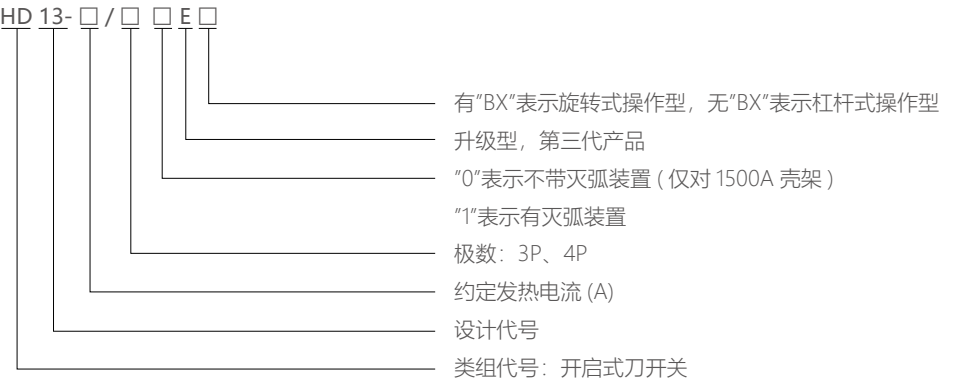 HD 13- □ / □ □ E □
有"BX"表示旋转式操作型，无"BX"表示杠杆式操作型
升级型，第三代产品
"0"表示不带灭弧装置 ( 仅对 1500A 壳架 )
"1"表示有灭弧装置
极数：3P、4P
约定发热电流 (A)
设计代号
类组代号：开启式刀开关